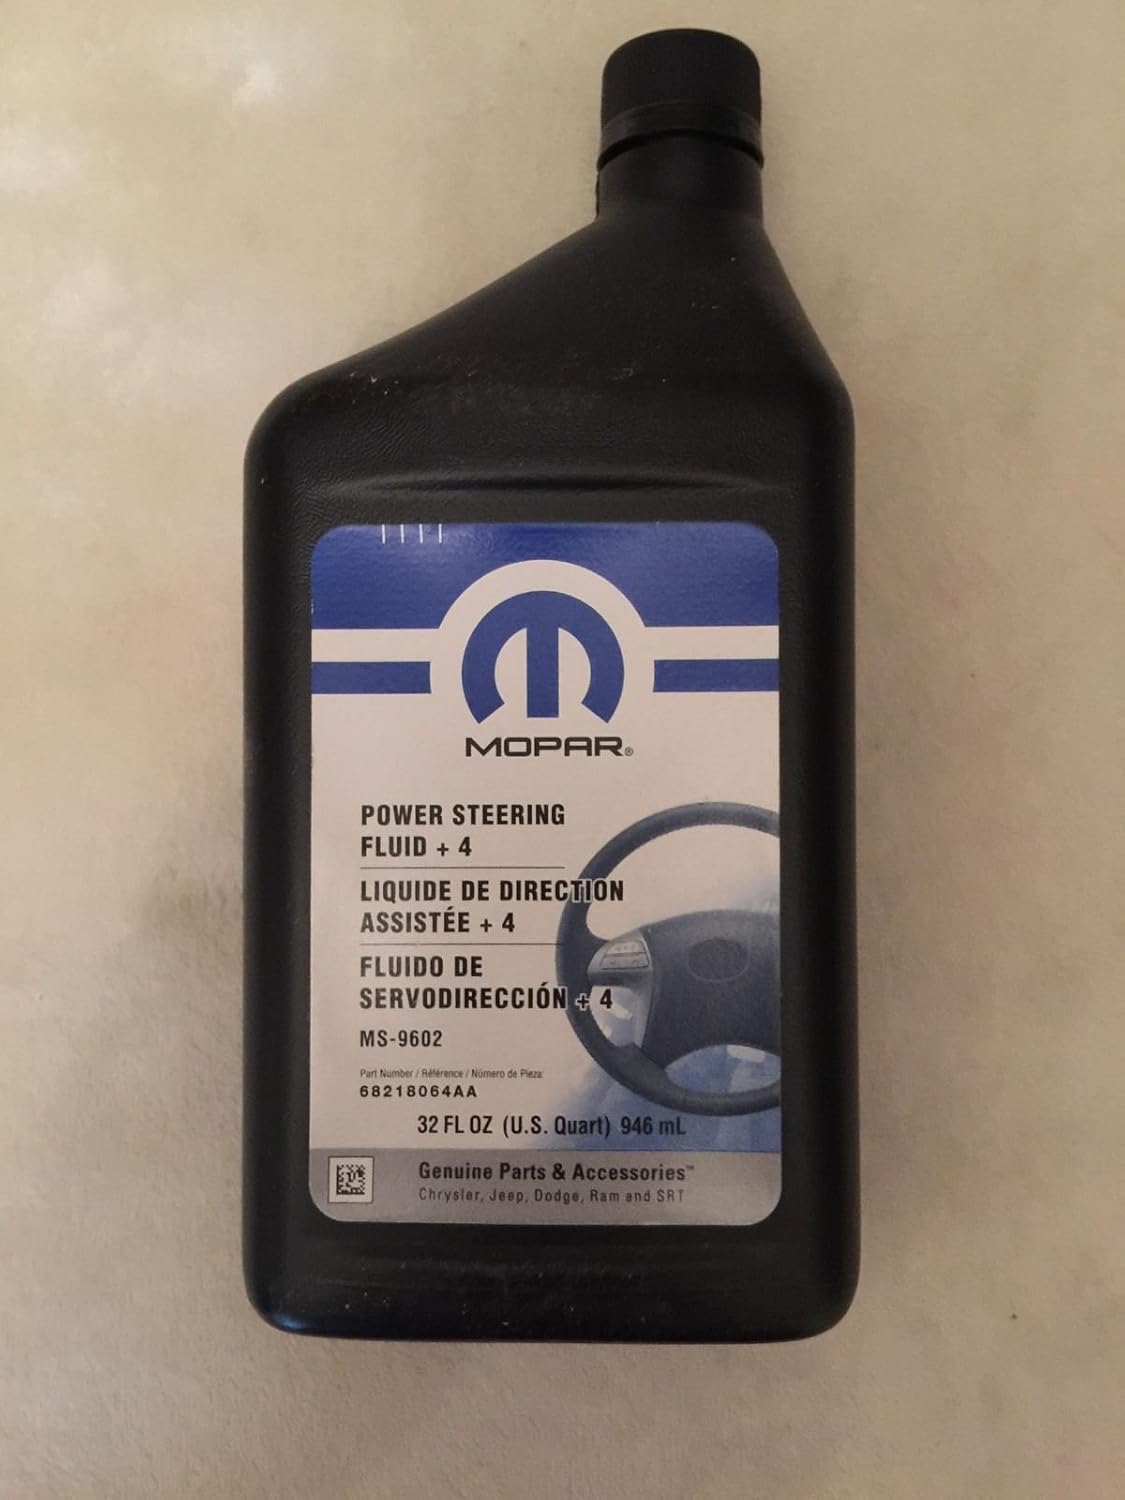 MOPAR®
POWER STEERING
FLUID + 4
LIQUIDE DE DIRECTION
ASSISTÉE + 4
FLUIDO DE
SERVODIRECCIÓN + 4
MS-9602
Part Number / Référence / Número de Pieza:
68218064AA
32 FL OZ (U.S. Quart) 946 mL
Genuine Parts & Accessories™
Chrysler, Jeep, Dodge, Ram and SRT